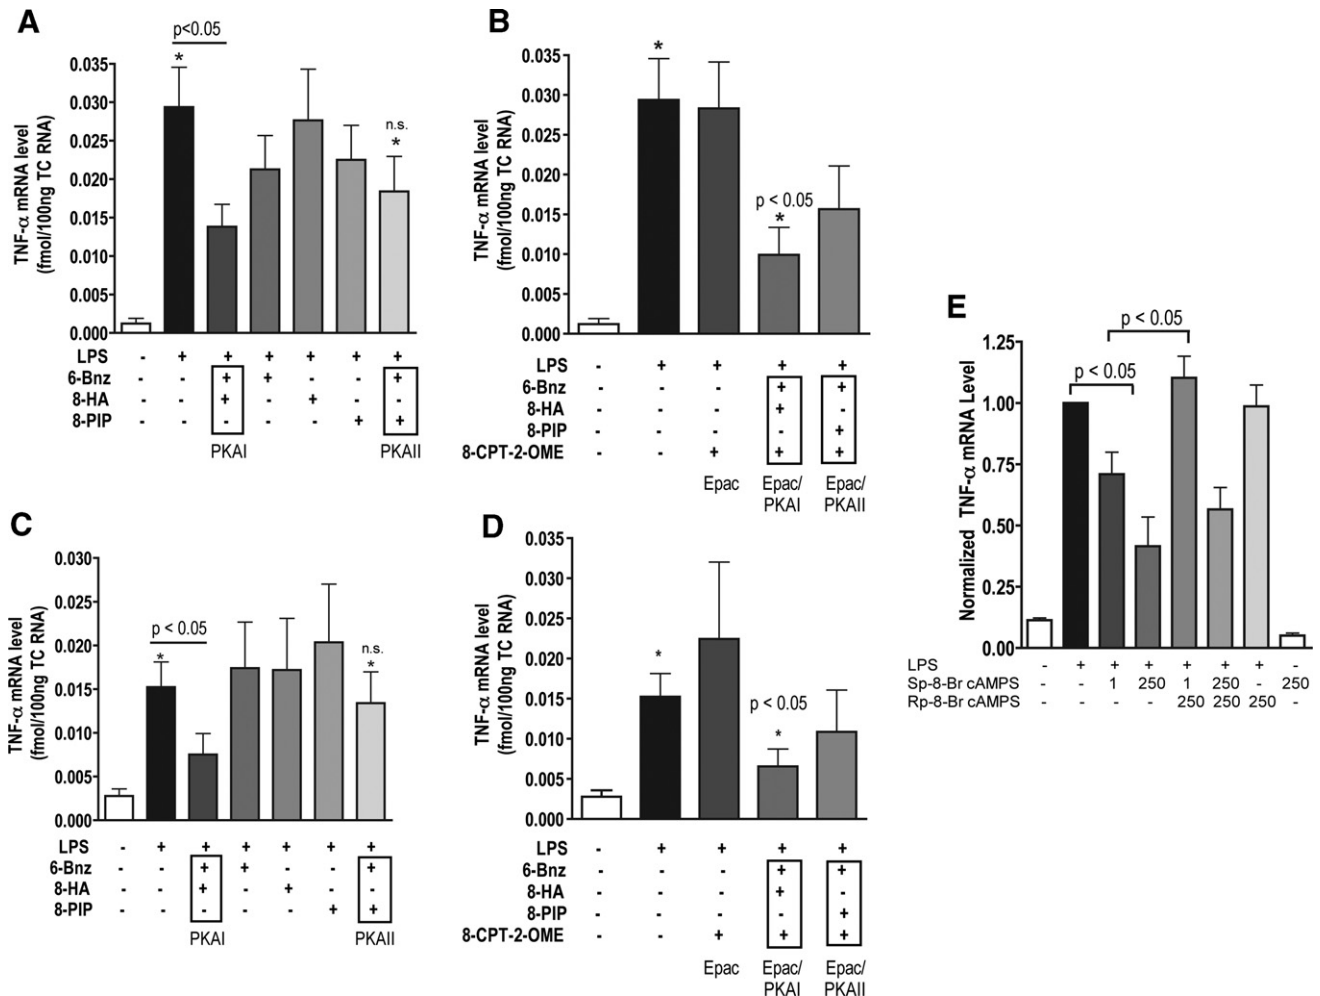 A
p<0.05
*
n.s.
*
TNF-α mRNA level
(fmol/100ng TC RNA)
0.035
0.030
0.025
0.020
0.015
0.010
0.005
0.000
LPS - + + + + + +
6-Bnz - - + + - - +
8-HA - - + - + - -
8-PIP - - - - - + +
PKAI PKAII
B
*
p < 0.05
*
TNF-α mRNA level
(fmol/100ng TC RNA)
0.035
0.030
0.025
0.020
0.015
0.010
0.005
0.000
LPS - + + + +
6-Bnz - - - + +
8-HA - - - + -
8-PIP - - - - +
8-CPT-2-OME - - + + +
Epac Epac/ Epac/
PKAI PKAII
C
p < 0.05
*
n.s.
*
TNF-α mRNA level
(fmol/100ng TC RNA)
0.030
0.025
0.020
0.015
0.010
0.005
0.000
LPS - + + + + + +
6-Bnz - - + + - - +
8-HA - - + - + - -
8-PIP - - - - - + +
PKAI PKAII
D
*
p < 0.05
*
TNF-α mRNA level
(fmol/100ng TC RNA)
0.035
0.030
0.025
0.020
0.015
0.010
0.005
0.000
LPS - + + + +
6-Bnz - - - + +
8-HA - - - + -
8-PIP - - - - +
8-CPT-2-OME - - + + +
Epac Epac/ Epac/
PKAI PKAII
E
p < 0.05
p < 0.05
Normalized TNF-α mRNA Level
1.25
1.00
0.75
0.50
0.25
0.00
LPS - + + + + + + -
Sp-8-Br cAMPS - - 1 250 1 250 - 250
Rp-8-Br cAMPS - - - - 250 250 250 -